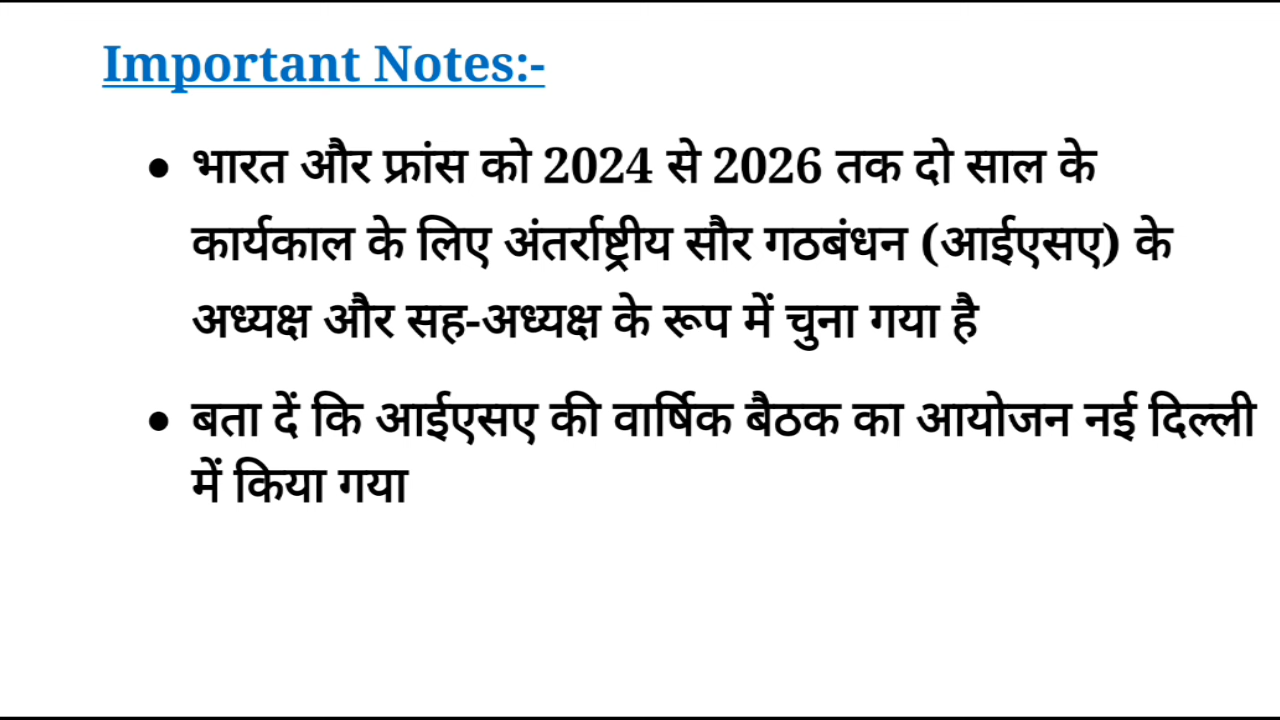 Important Notes:-
भारत और फ्रांस को 2024 से 2026 तक दो साल के
कार्यकाल के लिए अंतर्राष्ट्रीय सौर गठबंधन (आईएसए) के
अध्यक्ष और सह-अध्यक्ष के रूप में चुना गया है
बता दें कि आईएसए की वार्षिक बैठक का आयोजन नई दिल्ली
में किया गया